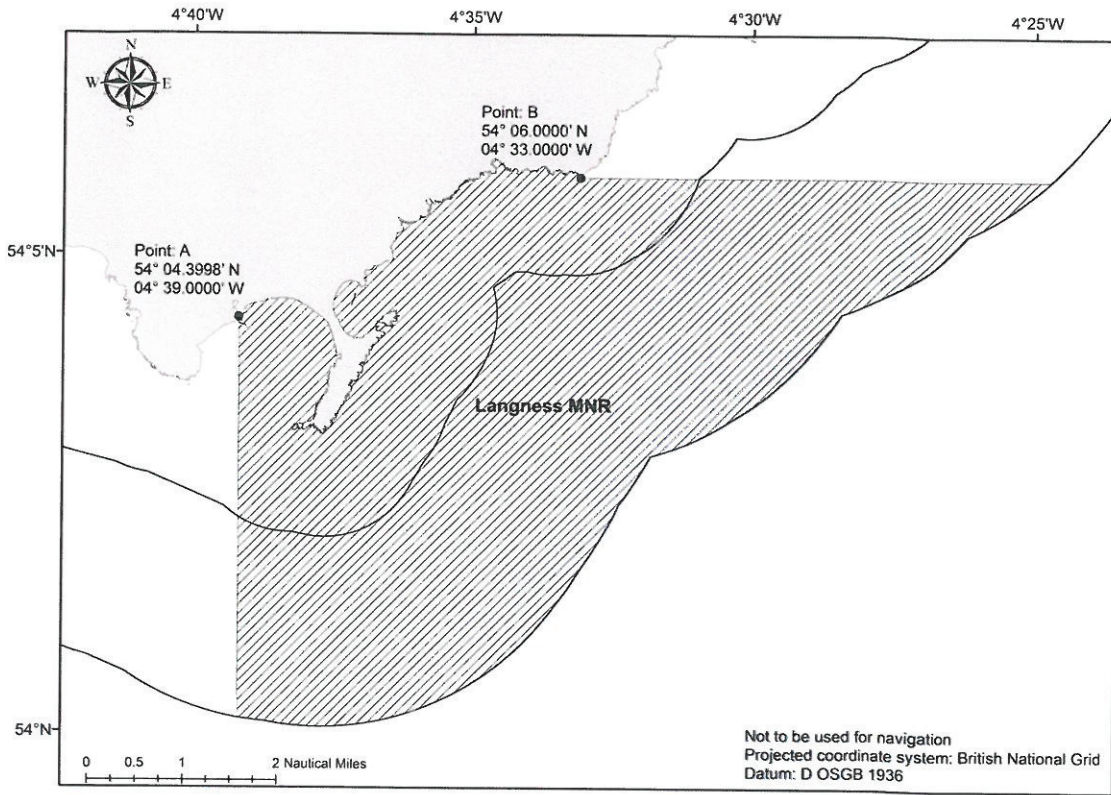 4°40'W 4°35'W 4°30'W 4°25'W
N
W E
S
Point: B
54° 06.0000' N
04° 33.0000' W
54°5'N
Point: A
54° 04.3998' N
04° 39.0000' W
Langness MNR
54°N
Not to be used for navigation
Projected coordinate system: British National Grid
Datum: D OSGB 1936
0 0.5 1 2 Nautical Miles